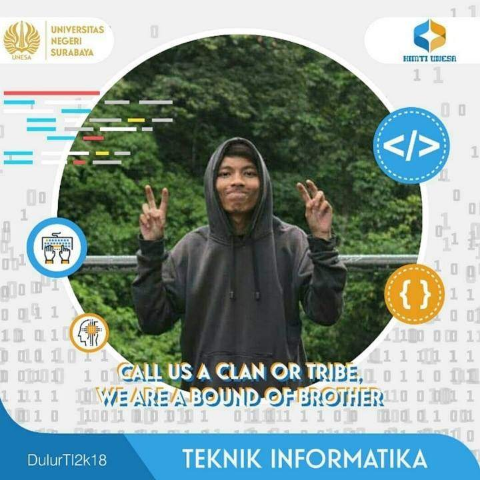 UNIVERSITAS
NEGERI
SURABAYA
UNESA
HIMTI UNESA
</>
{ }
CALL US A CLAN OR TRIBE,
WE ARE A BOUND OF BROTHER
DulurTI2k18
TEKNIK INFORMATIKA